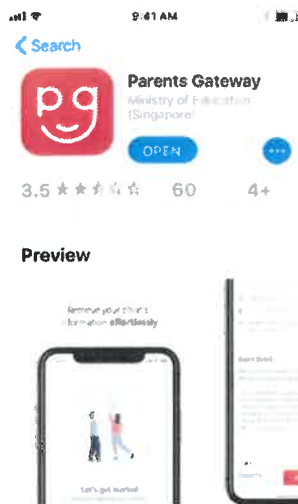 9:41 AM
Search
pg
Parents Gateway
Ministry of Education
(Singapore)
OPEN
3.5 60 4+
Preview
Retrieve your child's
information effortlessly
Let's get started